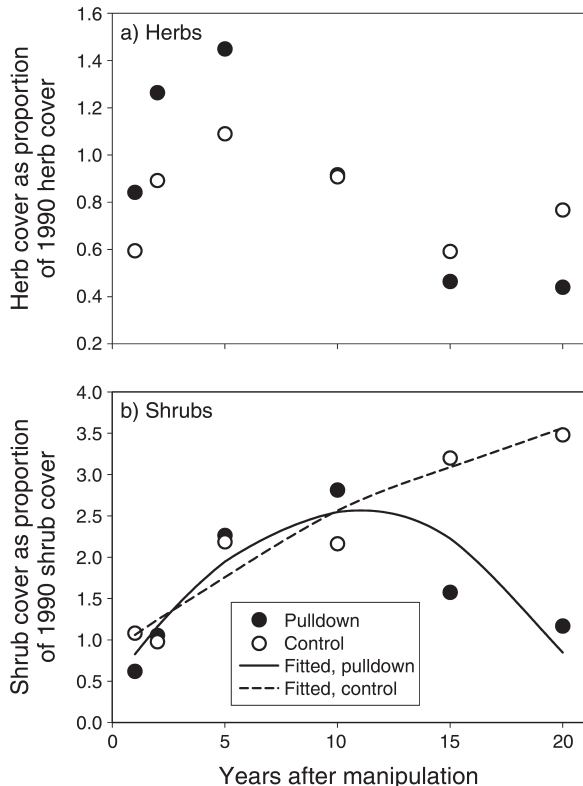 a) Herbs
Herb cover as proportion
of 1990 herb cover
1.6
1.4
1.2
1.0
0.8
0.6
0.4
0.2
b) Shrubs
Shrub cover as proportion
of 1990 shrub cover
4.0
3.5
3.0
2.5
2.0
1.5
1.0
0.5
0.0
Pulldown
Control
Fitted, pulldown
Fitted, control
0 5 10 15 20
Years after manipulation